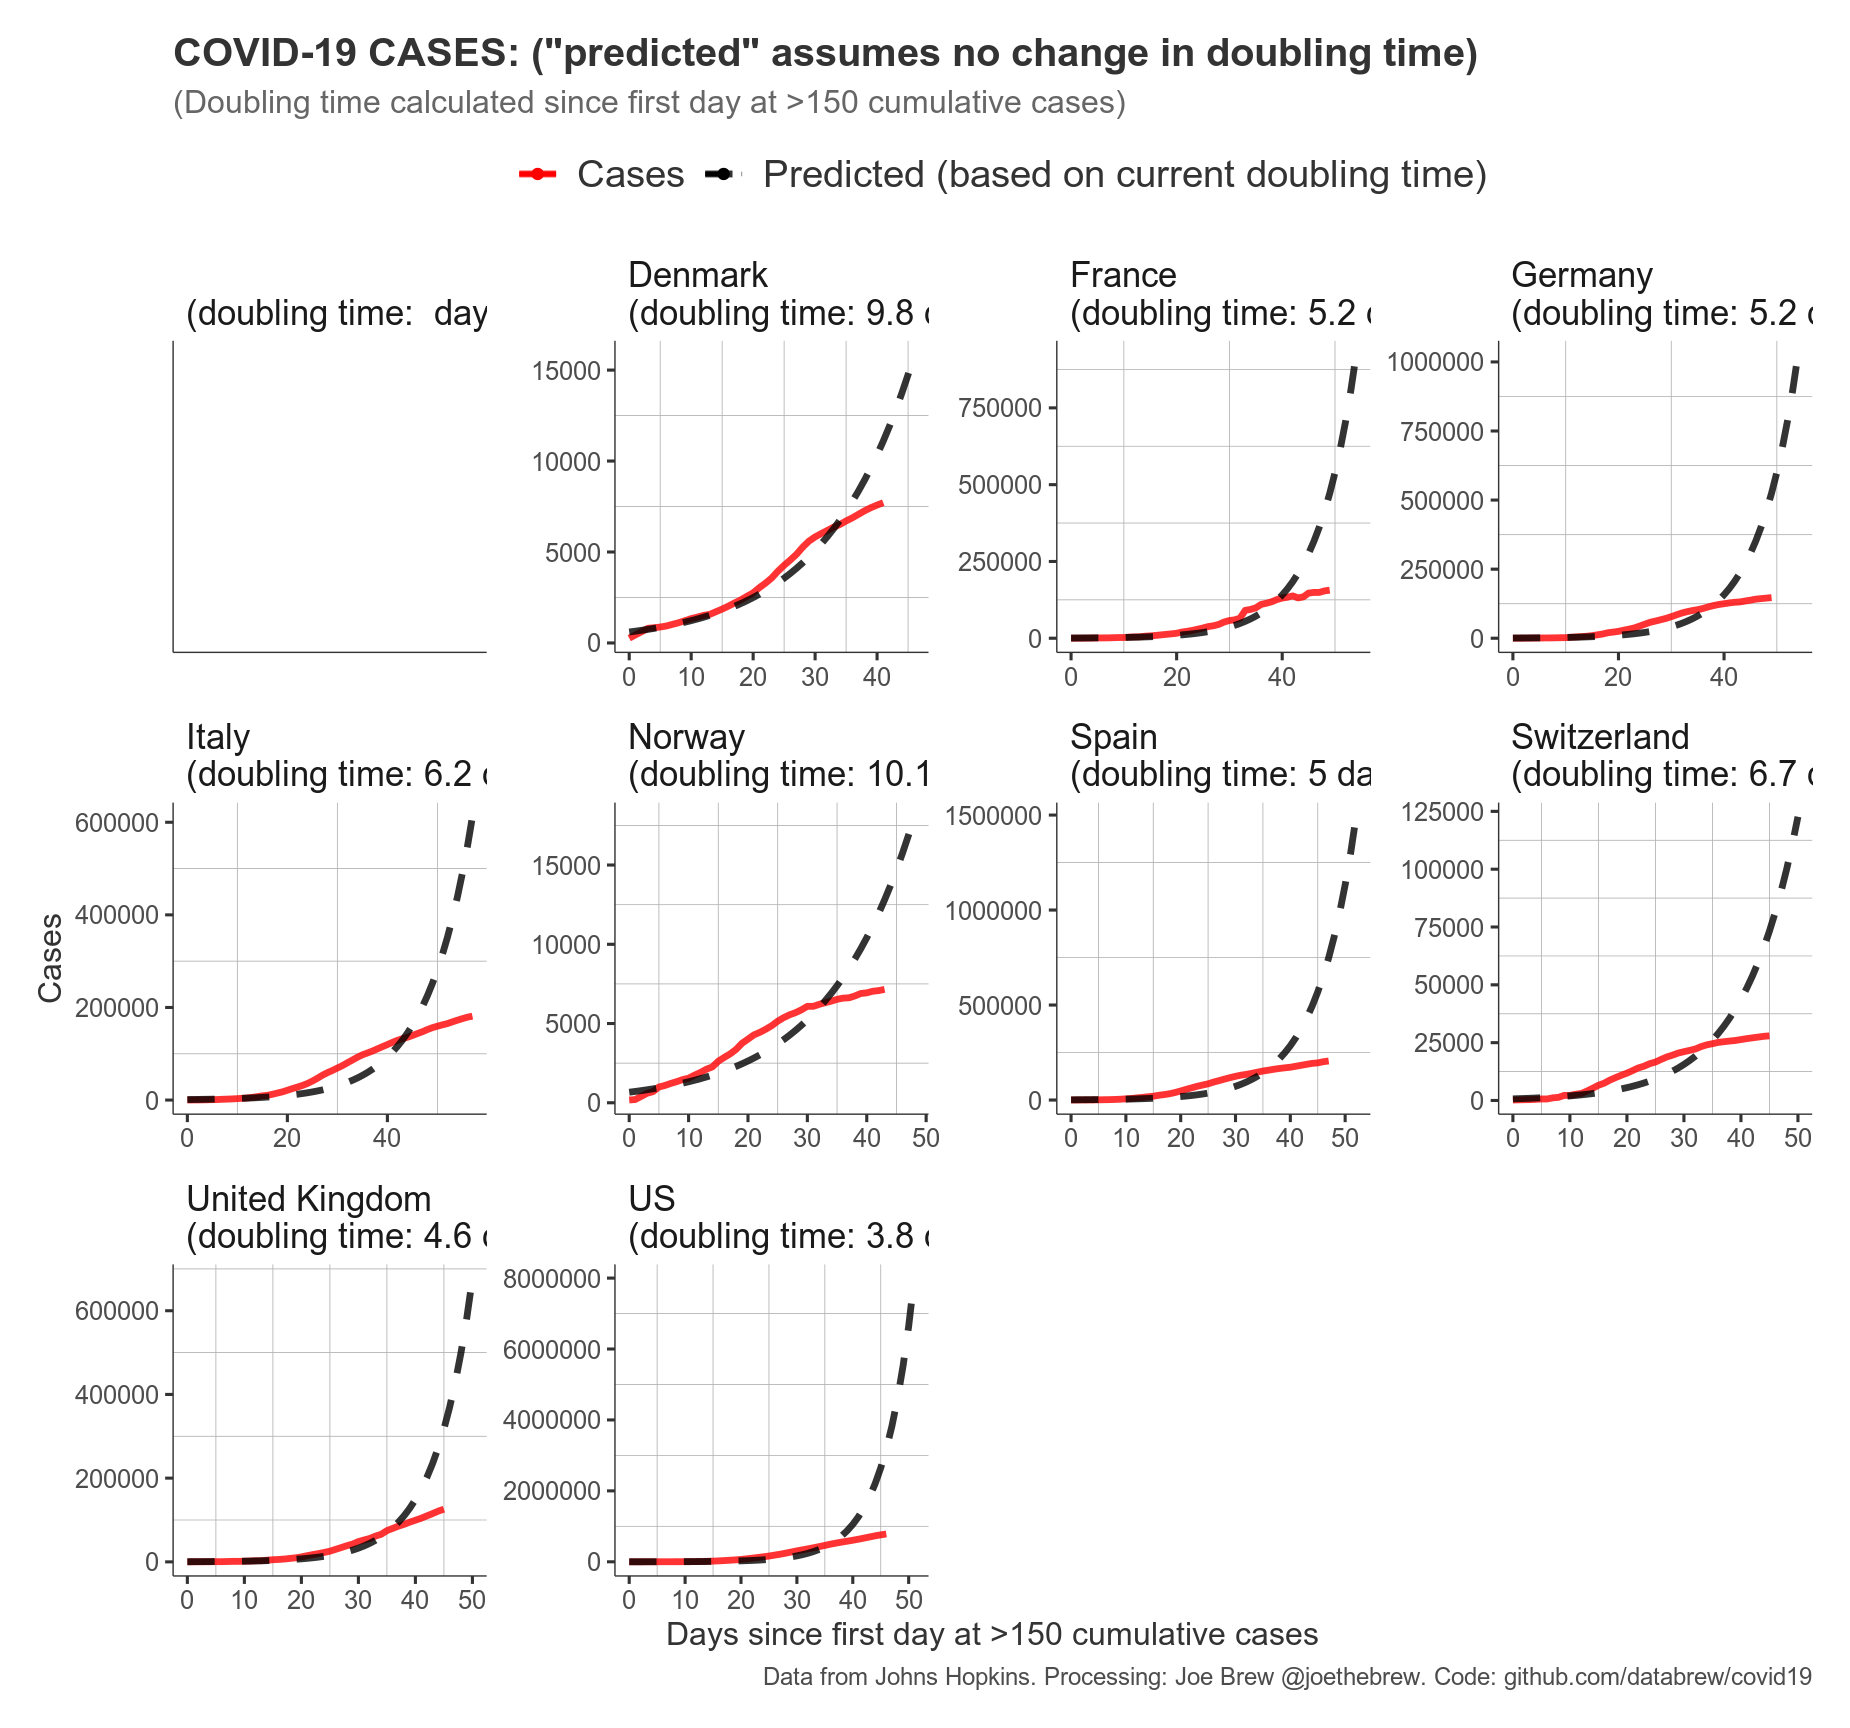 COVID-19 CASES: ("predicted" assumes no change in doubling time)
(Doubling time calculated since first day at >150 cumulative cases)
Cases Predicted (based on current doubling time)
(doubling time:  day
Denmark
(doubling time: 9.8
France
(doubling time: 5.2
Germany
(doubling time: 5.2
15000
10000
5000
0
0 10 20 30 40
750000
500000
250000
0
0 20 40
1000000
750000
500000
250000
0
0 20 40
Italy
(doubling time: 6.2
Norway
(doubling time: 10.1
Spain
(doubling time: 5 da
Switzerland
(doubling time: 6.7
Cases
600000
400000
200000
0
0 20 40
15000
10000
5000
0
0 10 20 30 40 50
1500000
1000000
500000
0
0 10 20 30 40 50
125000
100000
75000
50000
25000
0
0 10 20 30 40 50
United Kingdom
(doubling time: 4.6
US
(doubling time: 3.8
600000
400000
200000
0
0 10 20 30 40 50
8000000
6000000
4000000
2000000
0
0 10 20 30 40 50
Days since first day at >150 cumulative cases
Data from Johns Hopkins. Processing: Joe Brew @joethebrew. Code: github.com/databrew/covid19